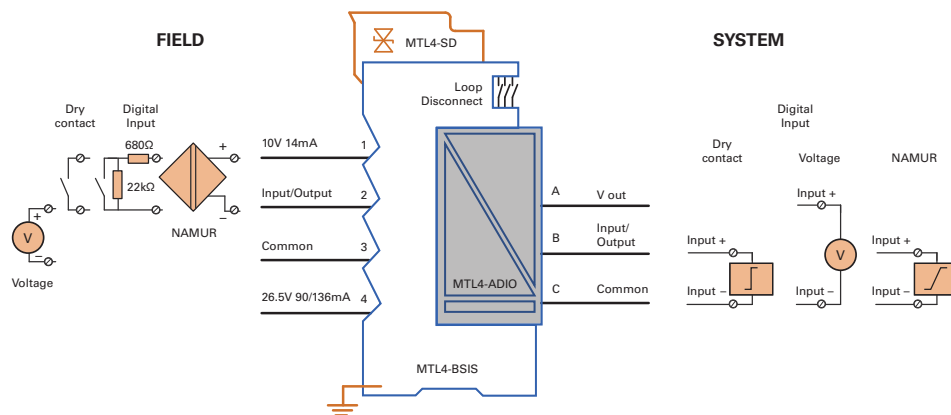 FIELD
MTL4-SD
SYSTEM
Loop
Disconnect
Dry
contact
Digital
Input
680Ω
22kΩ
+
−
NAMUR
+
V
−
Voltage
10V 14mA
1
Input/Output
2
Common
3
26.5V 90/136mA
4
MTL4-ADIO
MTL4-BSIS
A
V out
B
Input/
Output
C
Common
Digital
Input
Dry
contact
Voltage
NAMUR
Input +
Input −
Input +
V
Input −
Input +
Input −